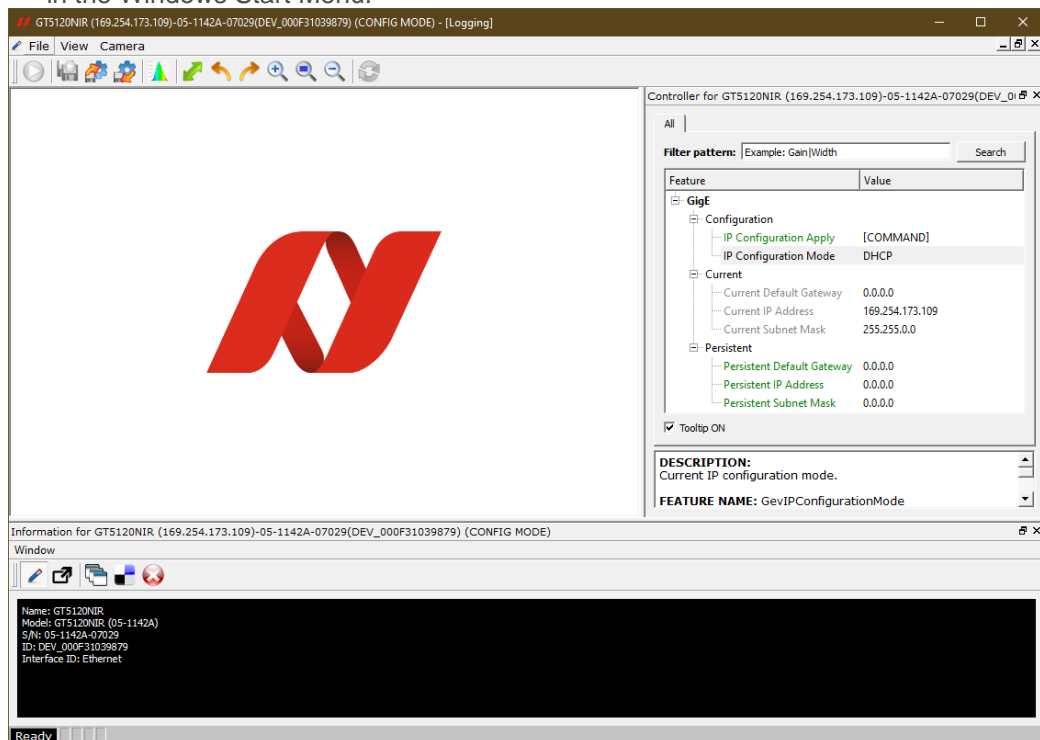 in the Windows Start Menu.
GT5120NIR (169.254.173.109)-05-1142A-07029(DEV_000F31039879) (CONFIG MODE) - [Logging]
File View Camera
Controller for GT5120NIR (169.254.173.109)-05-1142A-07029(DEV_0
All
Filter pattern: Example: Gain|Width Search
Feature Value
GigE
Configuration
IP Configuration Apply [COMMAND]
IP Configuration Mode DHCP
Current
Current Default Gateway 0.0.0.0
Current IP Address 169.254.173.109
Current Subnet Mask 255.255.0.0
Persistent
Persistent Default Gateway 0.0.0.0
Persistent IP Address 0.0.0.0
Persistent Subnet Mask 0.0.0.0
Tooltip ON
DESCRIPTION:
Current IP configuration mode.
FEATURE NAME: GevIPConfigurationMode
Information for GT5120NIR (169.254.173.109)-05-1142A-07029(DEV_000F31039879) (CONFIG MODE)
Window
Name: GT5120NIR
Model: GT5120NIR (05-1142A)
S/N: 05-1142A-07029
ID: DEV_000F31039879
Interface ID: Ethernet
Ready